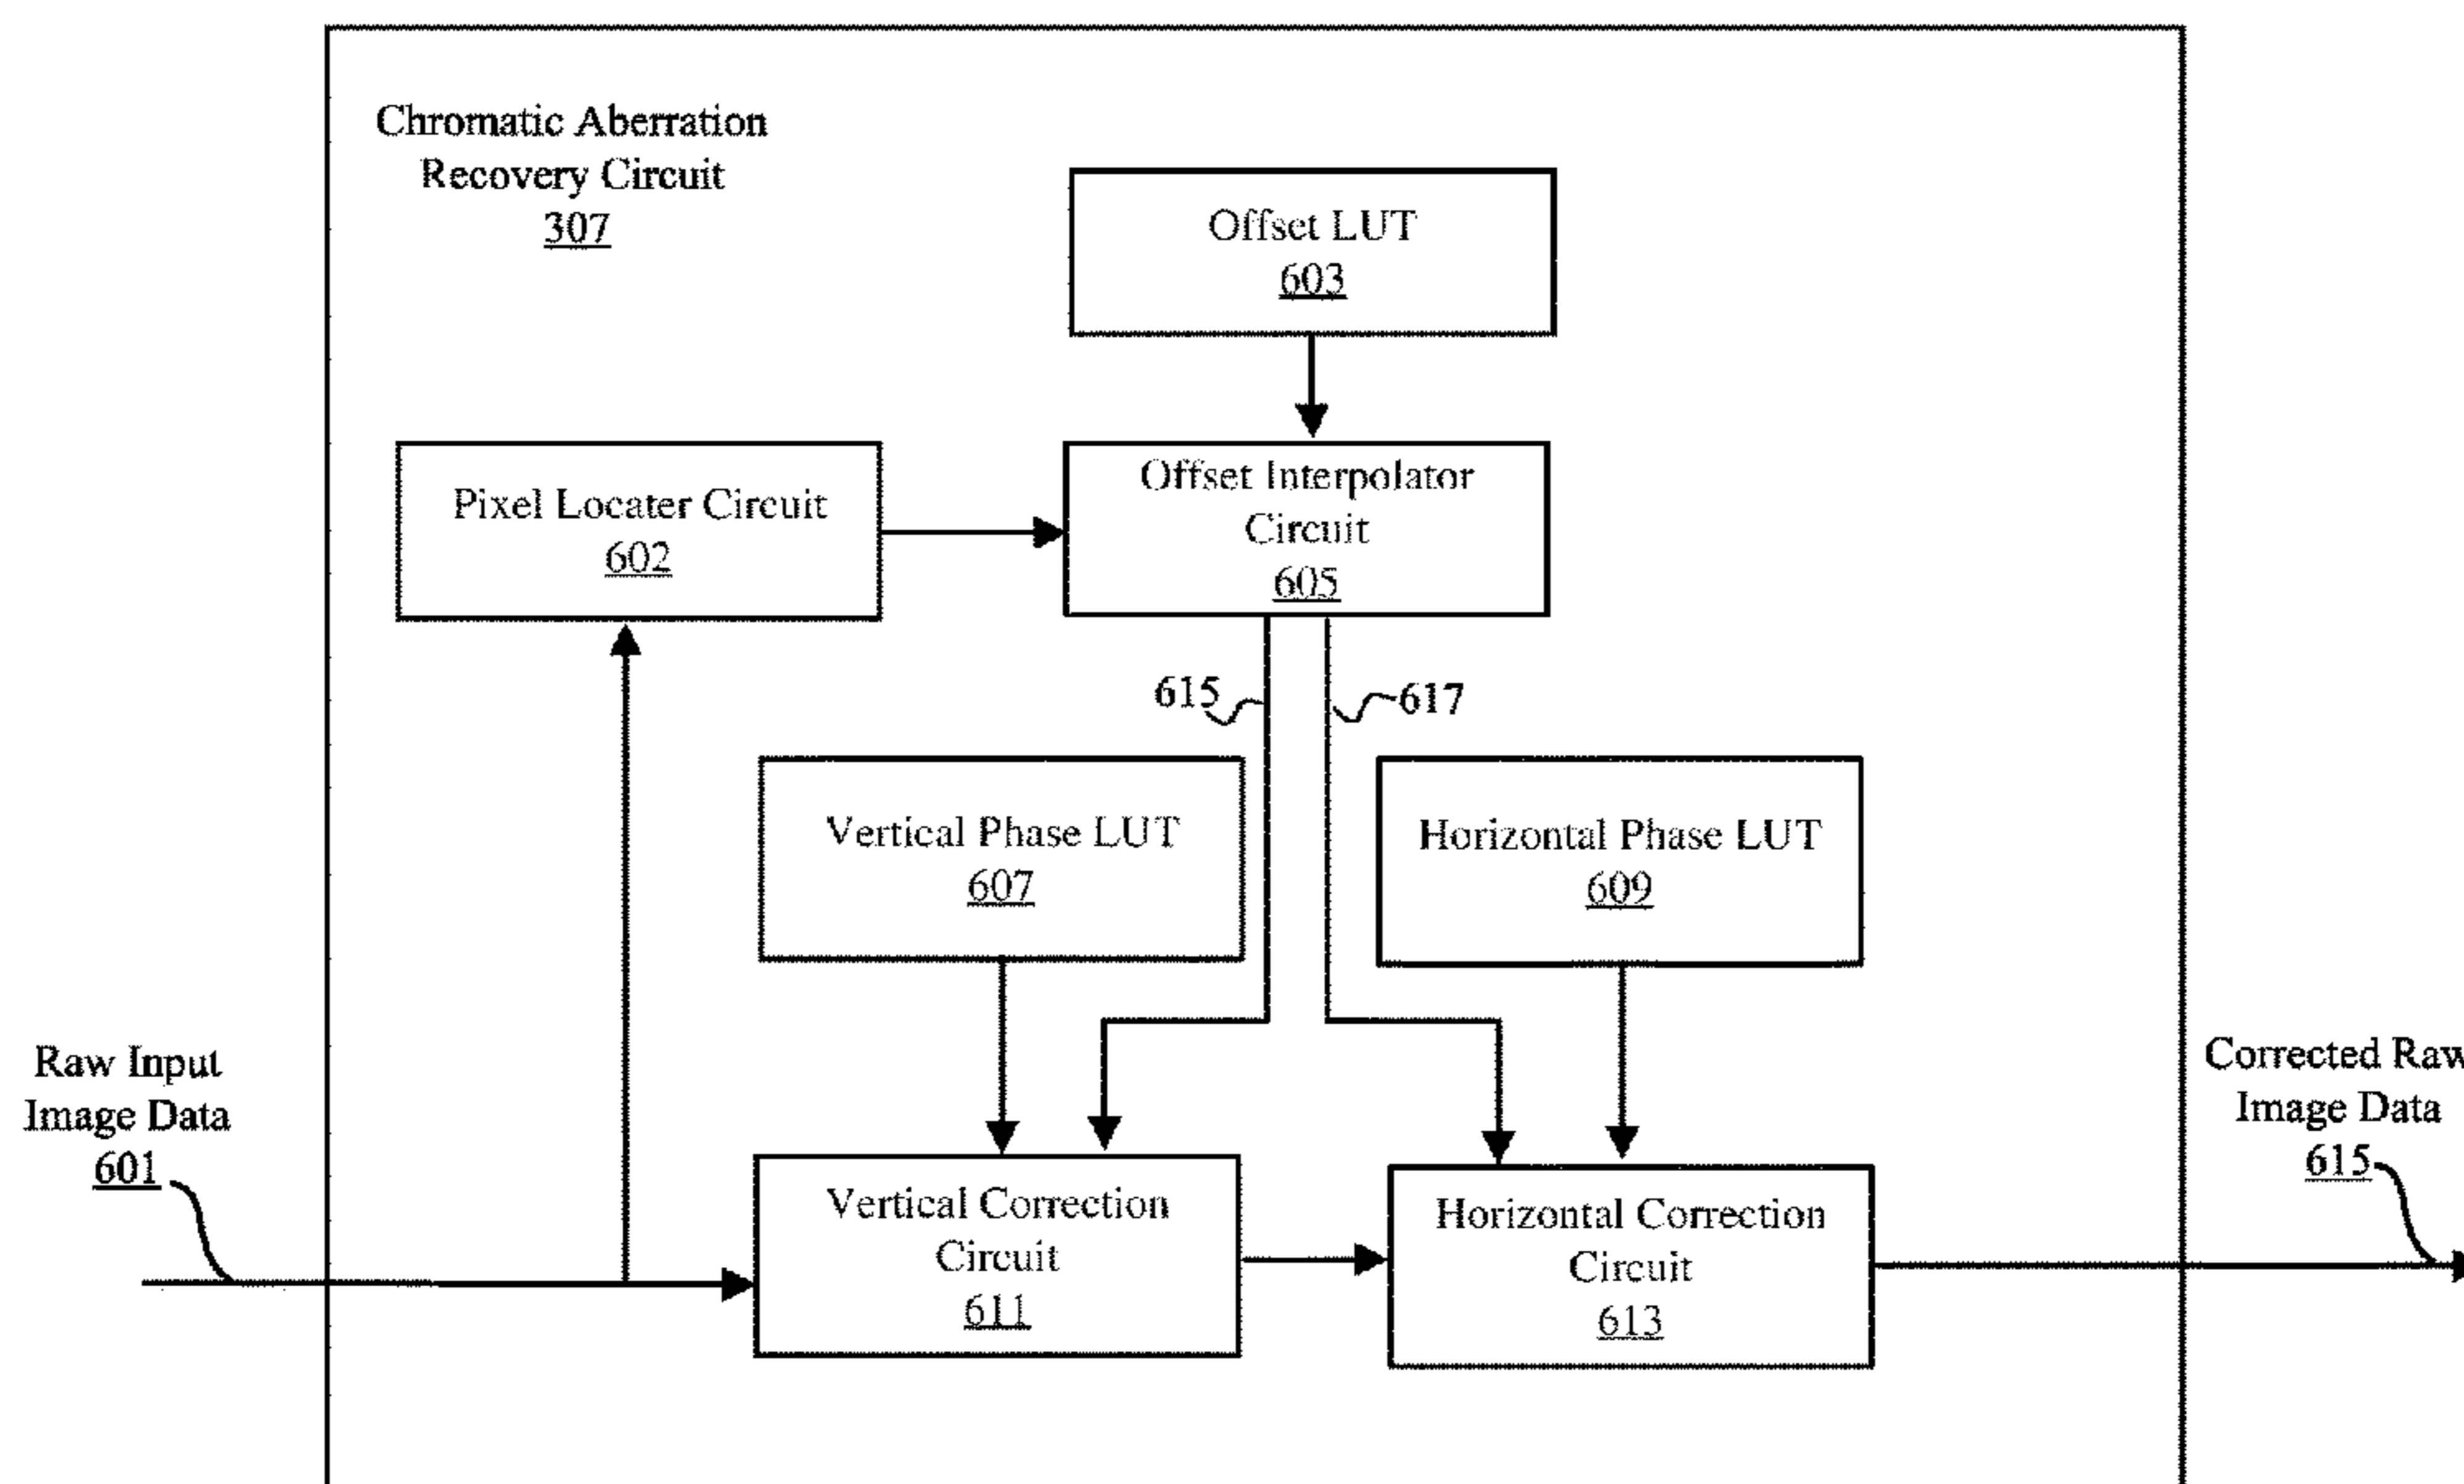 Chromatic Aberration
Recovery Circuit
307
Offset LUT
603
Pixel Locater Circuit
602
Offset Interpolator
Circuit
605
615
617
Vertical Phase LUT
607
Horizontal Phase LUT
609
Raw Input
Image Data
601
Vertical Correction
Circuit
611
Horizontal Correction
Circuit
613
Corrected Raw
Image Data
615